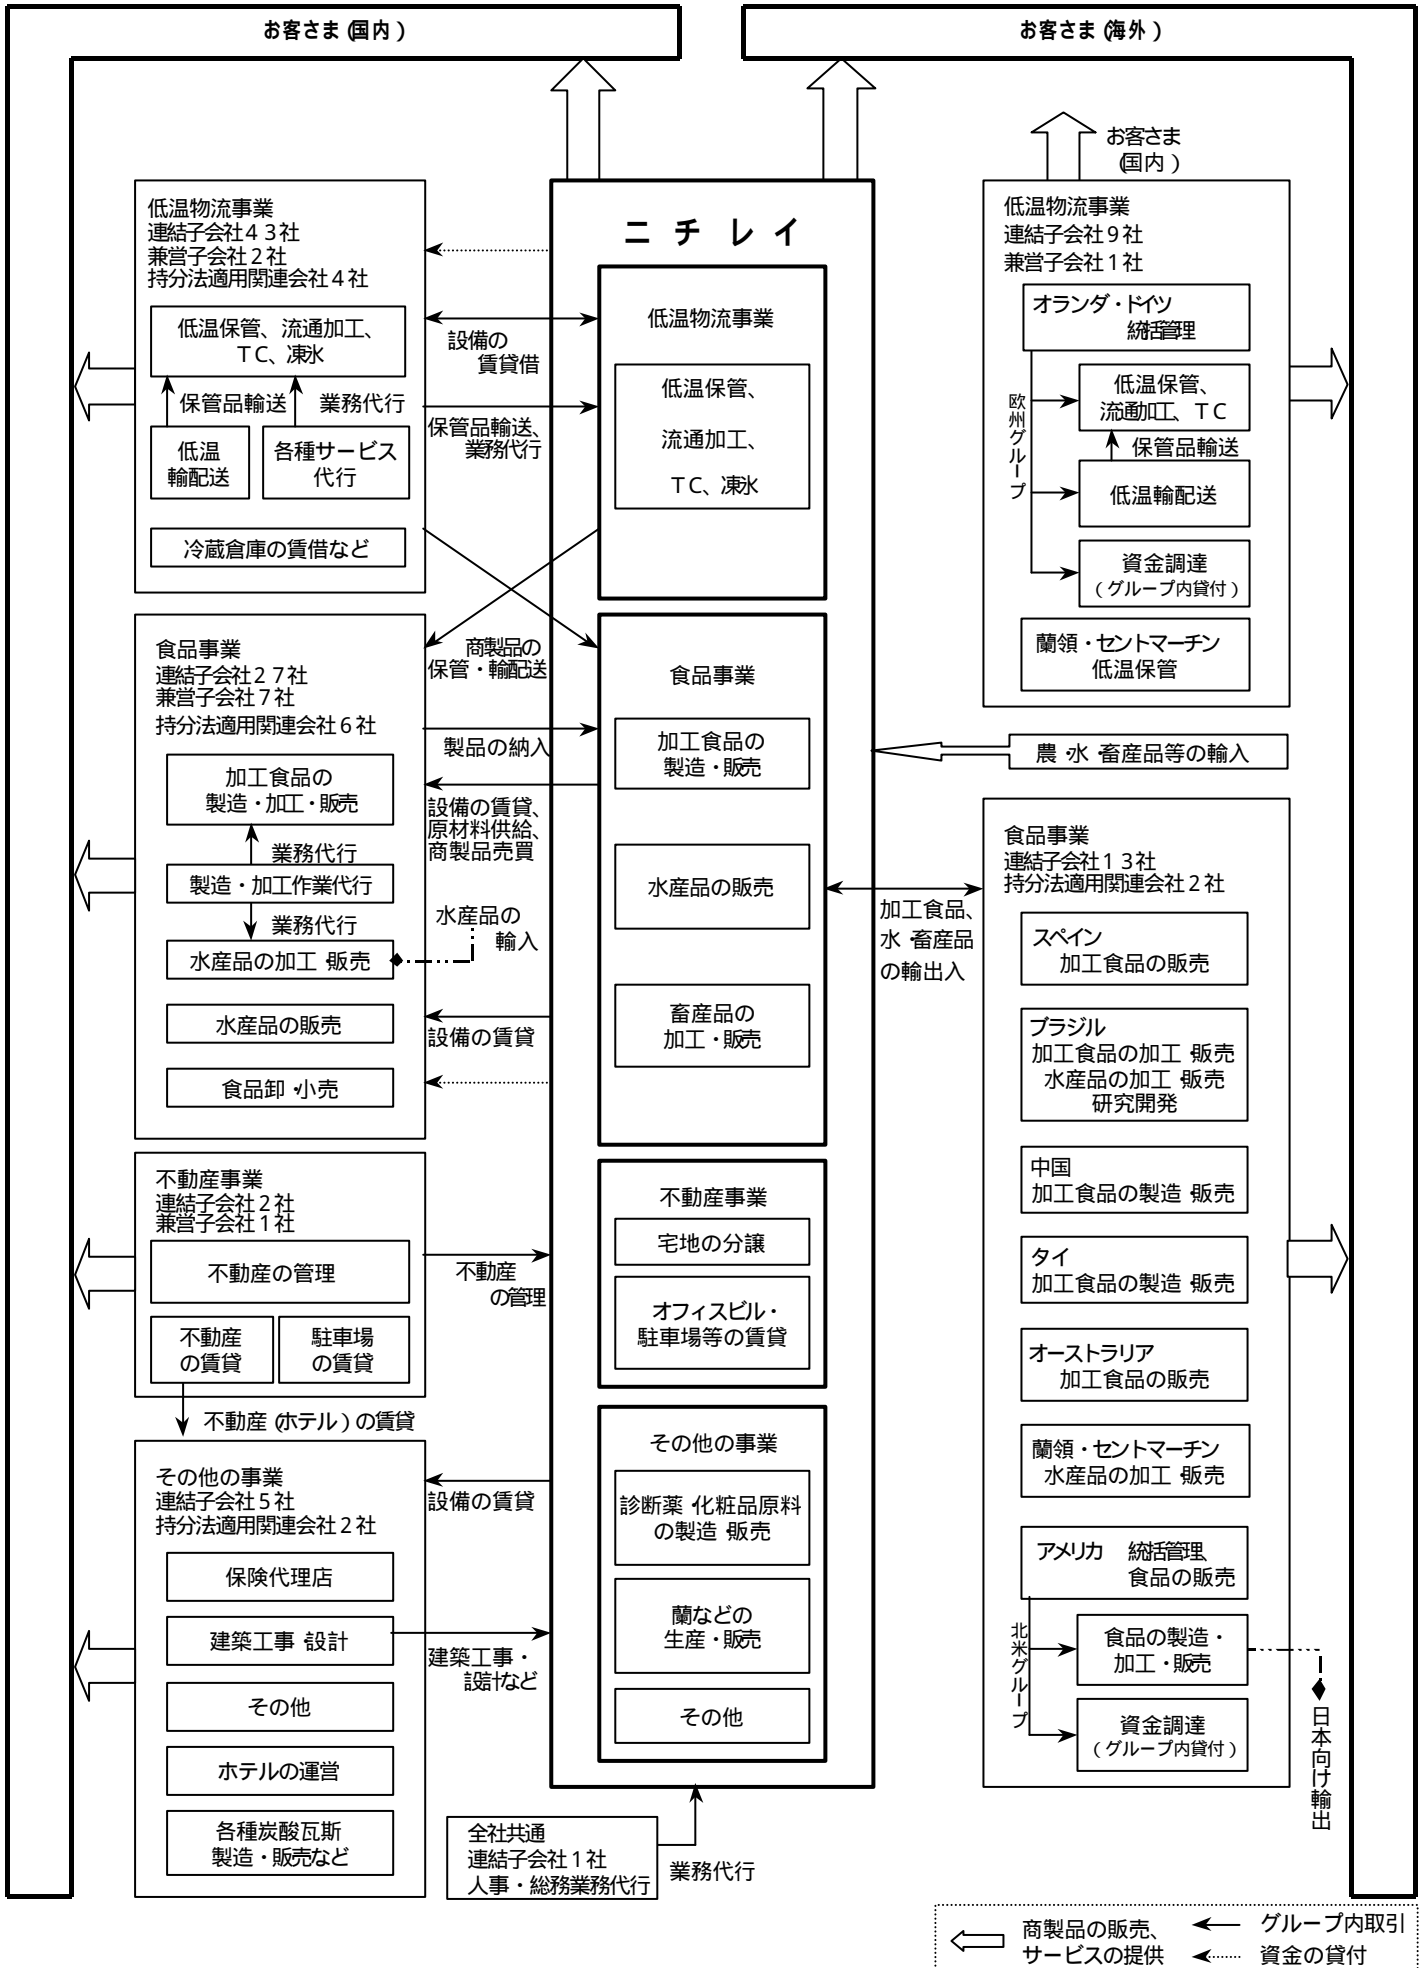 お客さま（国内）
お客さま（海外）
お客さま
（国内）
低温物流事業
連結子会社４３社
兼営子会社２社
持分法適用関連会社４社
低温保管、流通加工、
ＴＣ、凍氷
保管品輸送
業務代行
低温
輸配送
各種サービス
代行
冷蔵倉庫の賃借など
設備の
賃貸借
保管品輸送、
業務代行
商製品の
保管・輸配送
食品事業
連結子会社２７社
兼営子会社７社
持分法適用関連会社６社
加工食品の
製造・加工・販売
業務代行
製造・加工作業代行
業務代行
水産品の加工・販売
水産品の販売
食品卸・小売
製品の納入
設備の賃貸、
原材料供給、
商製品売買
水産品の
輸入
設備の賃貸
不動産事業
連結子会社２社
兼営子会社１社
不動産の管理
不動産
の賃貸
駐車場
の賃貸
不動産
の管理
不動産（ホテル）の賃貸
その他の事業
連結子会社５社
持分法適用関連会社２社
保険代理店
建築工事・設計
その他
ホテルの運営
各種炭酸瓦斯
製造・販売など
設備の賃貸
建築工事・
設計など
ニチレイ
低温物流事業
低温保管、
流通加工、
ＴＣ、凍氷
食品事業
加工食品の
製造・販売
水産品の販売
畜産品の
加工・販売
不動産事業
宅地の分譲
オフィスビル・
駐車場等の賃貸
その他の事業
診断薬・化粧品原料
の製造・販売
蘭などの
生産・販売
その他
全社共通
連結子会社１社
人事・総務業務代行
業務代行
低温物流事業
連結子会社９社
兼営子会社１社
オランダ・ドイツ
統括管理
欧州グループ
低温保管、
流通加工、ＴＣ
保管品輸送
低温輸配送
資金調達
（グループ内貸付）
蘭領・セントマーチン
低温保管
農・水・畜産品等の輸入
加工食品、
水・畜産品
の輸出入
食品事業
連結子会社１３社
持分法適用関連会社２社
スペイン
加工食品の販売
ブラジル
加工食品の加工・販売
水産品の加工・販売
研究開発
中国
加工食品の製造・販売
タイ
加工食品の製造・販売
オーストラリア
加工食品の販売
蘭領・セントマーチン
水産品の加工・販売
アメリカ　統括管理、
食品の販売
北米グループ
食品の製造・
加工・販売
資金調達
（グループ内貸付）
日本向け輸出
商製品の販売、
サービスの提供
グループ内取引
資金の貸付